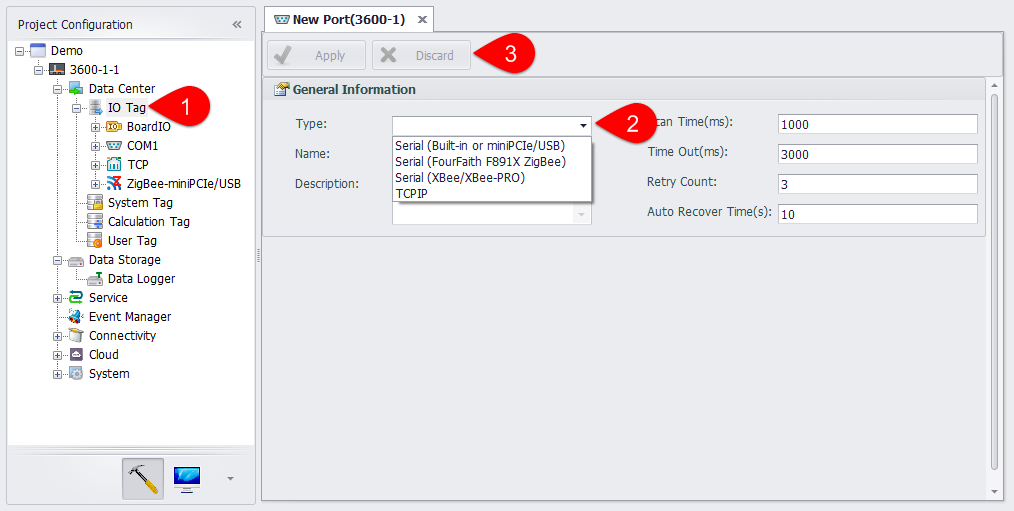 Project Configuration
Demo
3600-1-1
Data Center
IO Tag
1
BoardIO
COM1
TCP
ZigBee-miniPCIe/USB
System Tag
Calculation Tag
User Tag
Data Storage
Data Logger
Service
Event Manager
Connectivity
Cloud
System
New Port(3600-1)
Apply
Discard
3
General Information
Type:
2
Serial (Built-in or miniPCIe/USB)
Serial (FourFaith F891X ZigBee)
Serial (XBee/XBee-PRO)
TCPIP
Name:
Description:
can Time(ms):
1000
Time Out(ms):
3000
Retry Count:
3
Auto Recover Time(s):
10